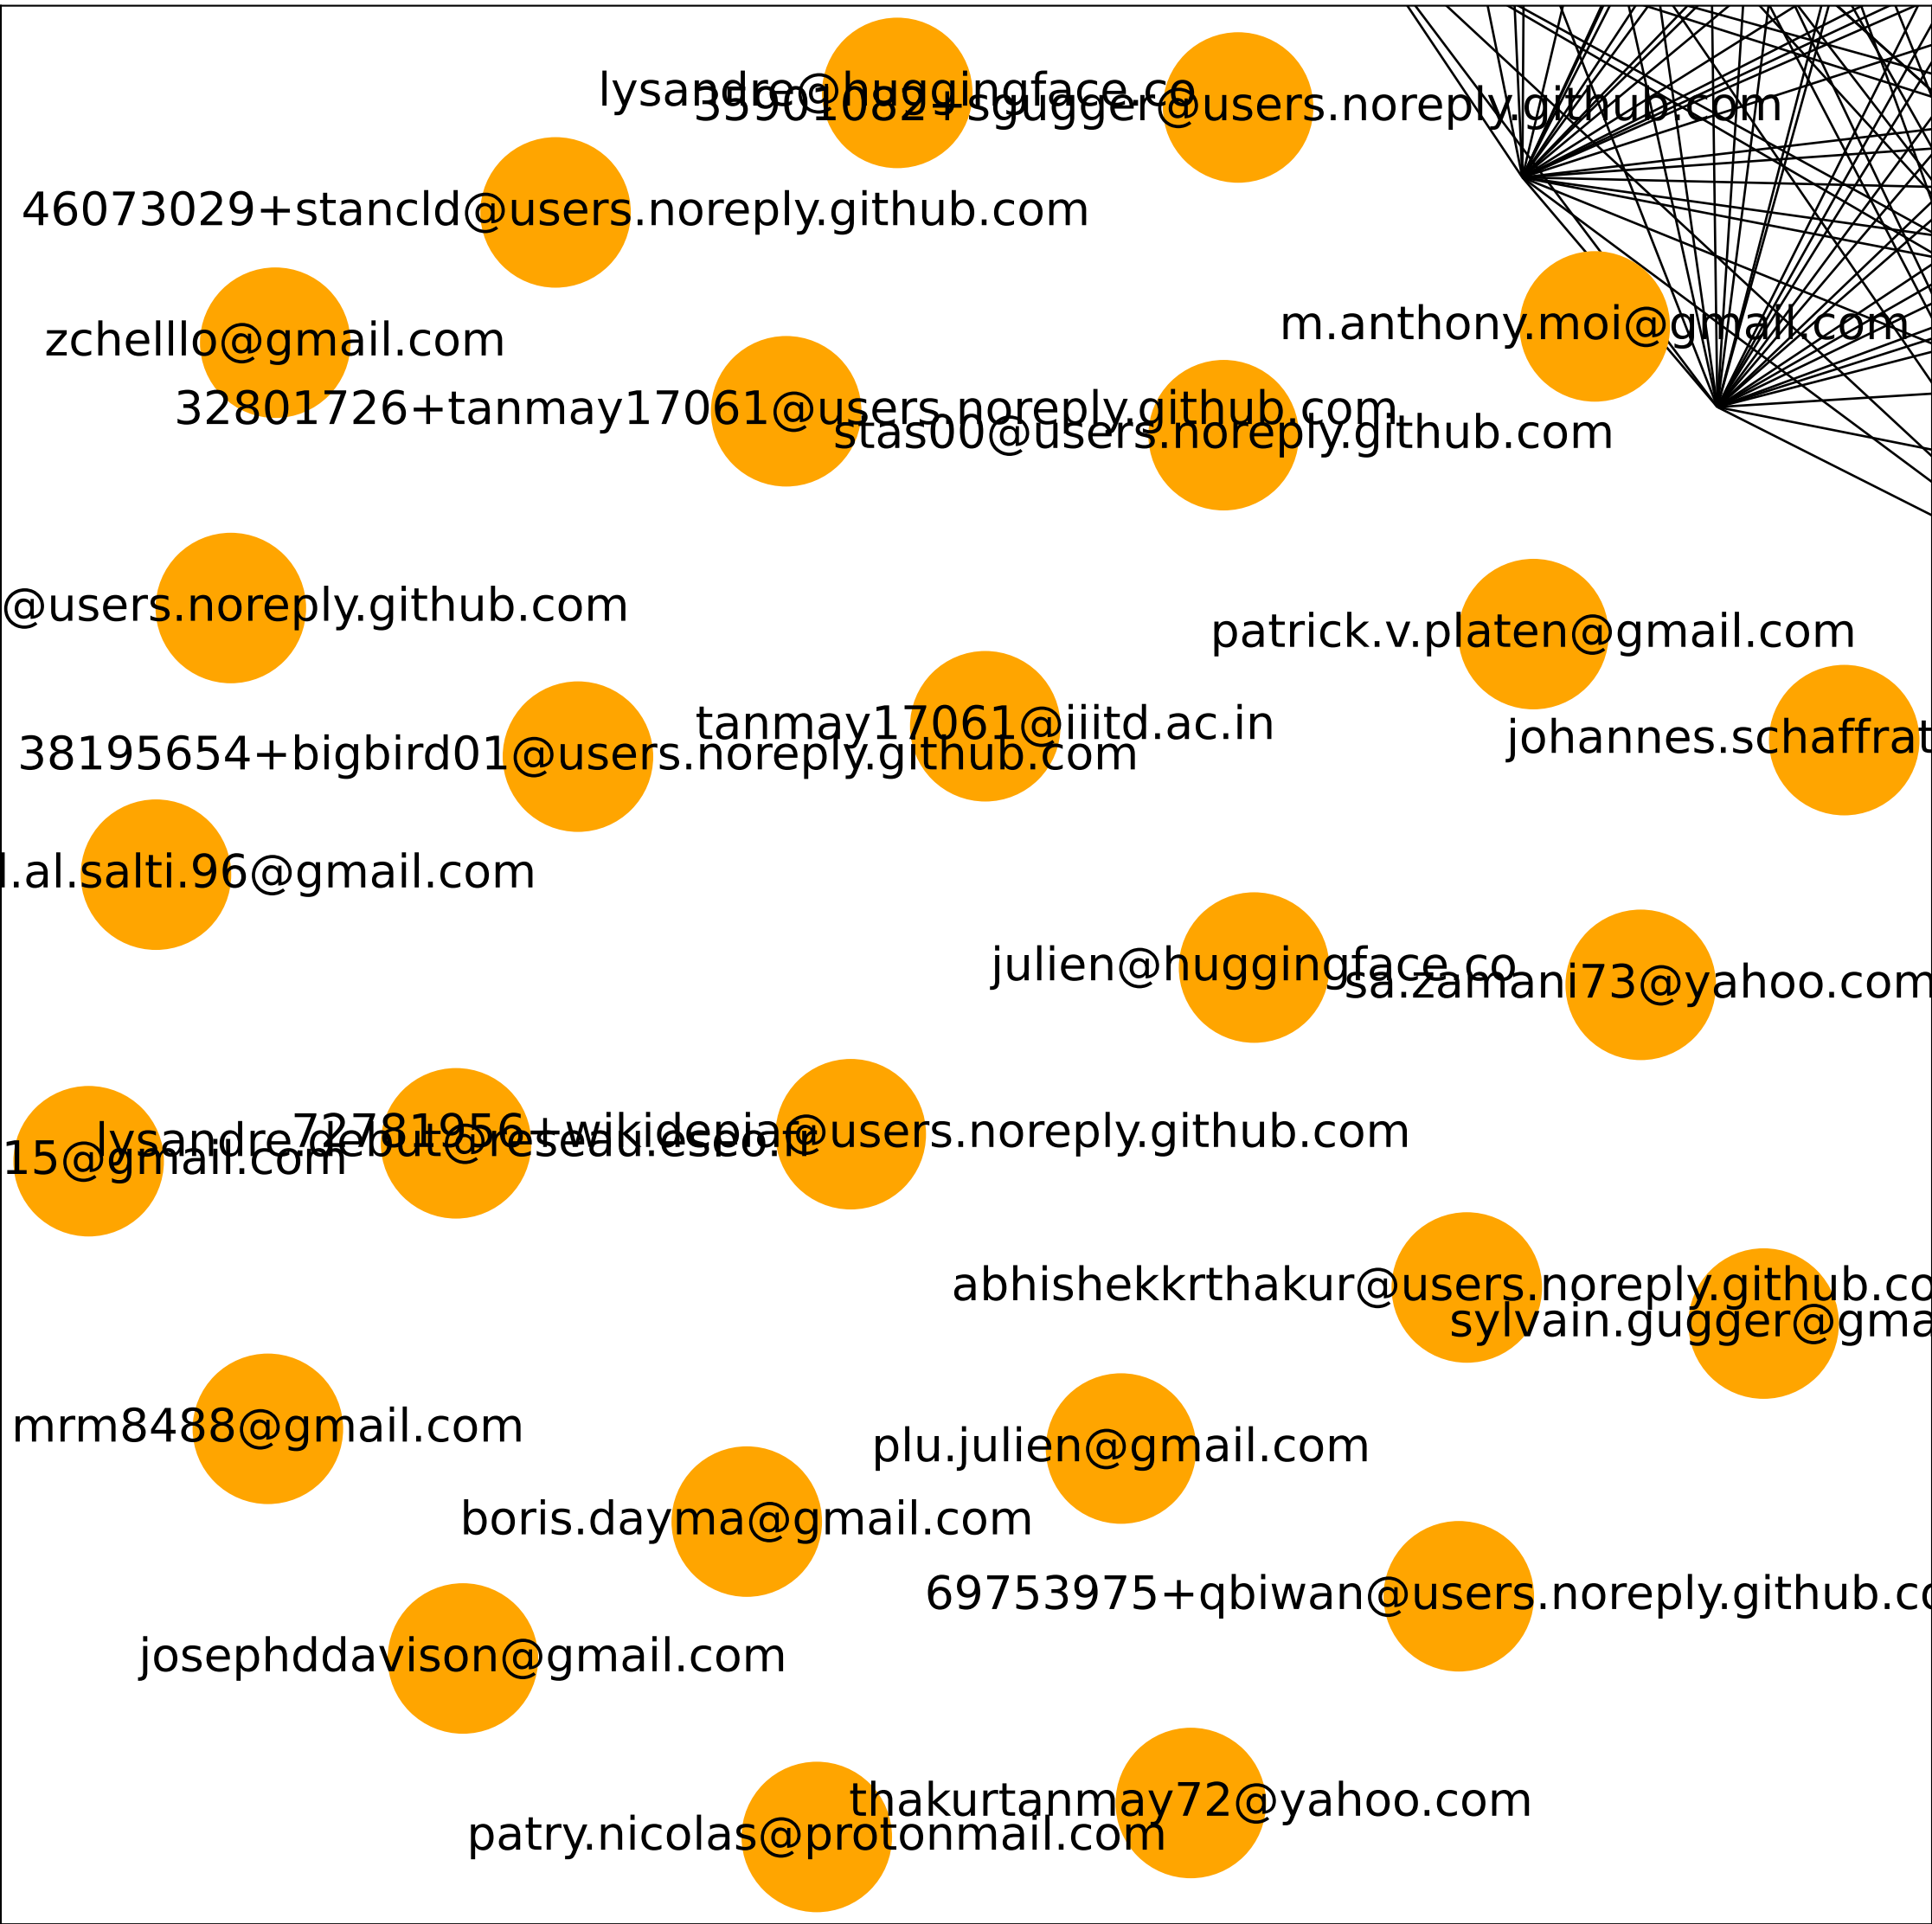 lysandre@huggingface.co
35901082+sgugger@users.noreply.github.com
46073029+stancld@users.noreply.github.com
m.anthony.moi@gmail.com
zchelllo@gmail.com
32801726+tanmay17061@users.noreply.github.com
stas00@users.noreply.github.com
@users.noreply.github.com
patrick.v.platen@gmail.com
tanmay17061@iiitd.ac.in
johannes.schaffrat
38195654+bigbird01@users.noreply.github.com
l.al.salti.96@gmail.com
julien@huggingface.co
sa.zamani73@yahoo.com
72781956+wikidepia@users.noreply.github.com
lysandre.debut@reseau.eseo.fr
15@gmail.com
abhishekkrthakur@users.noreply.github.co
sylvain.gugger@gma
mrm8488@gmail.com
plu.julien@gmail.com
boris.dayma@gmail.com
69753975+qbiwan@users.noreply.github.co
josephddavison@gmail.com
thakurtanmay72@yahoo.com
patry.nicolas@protonmail.com